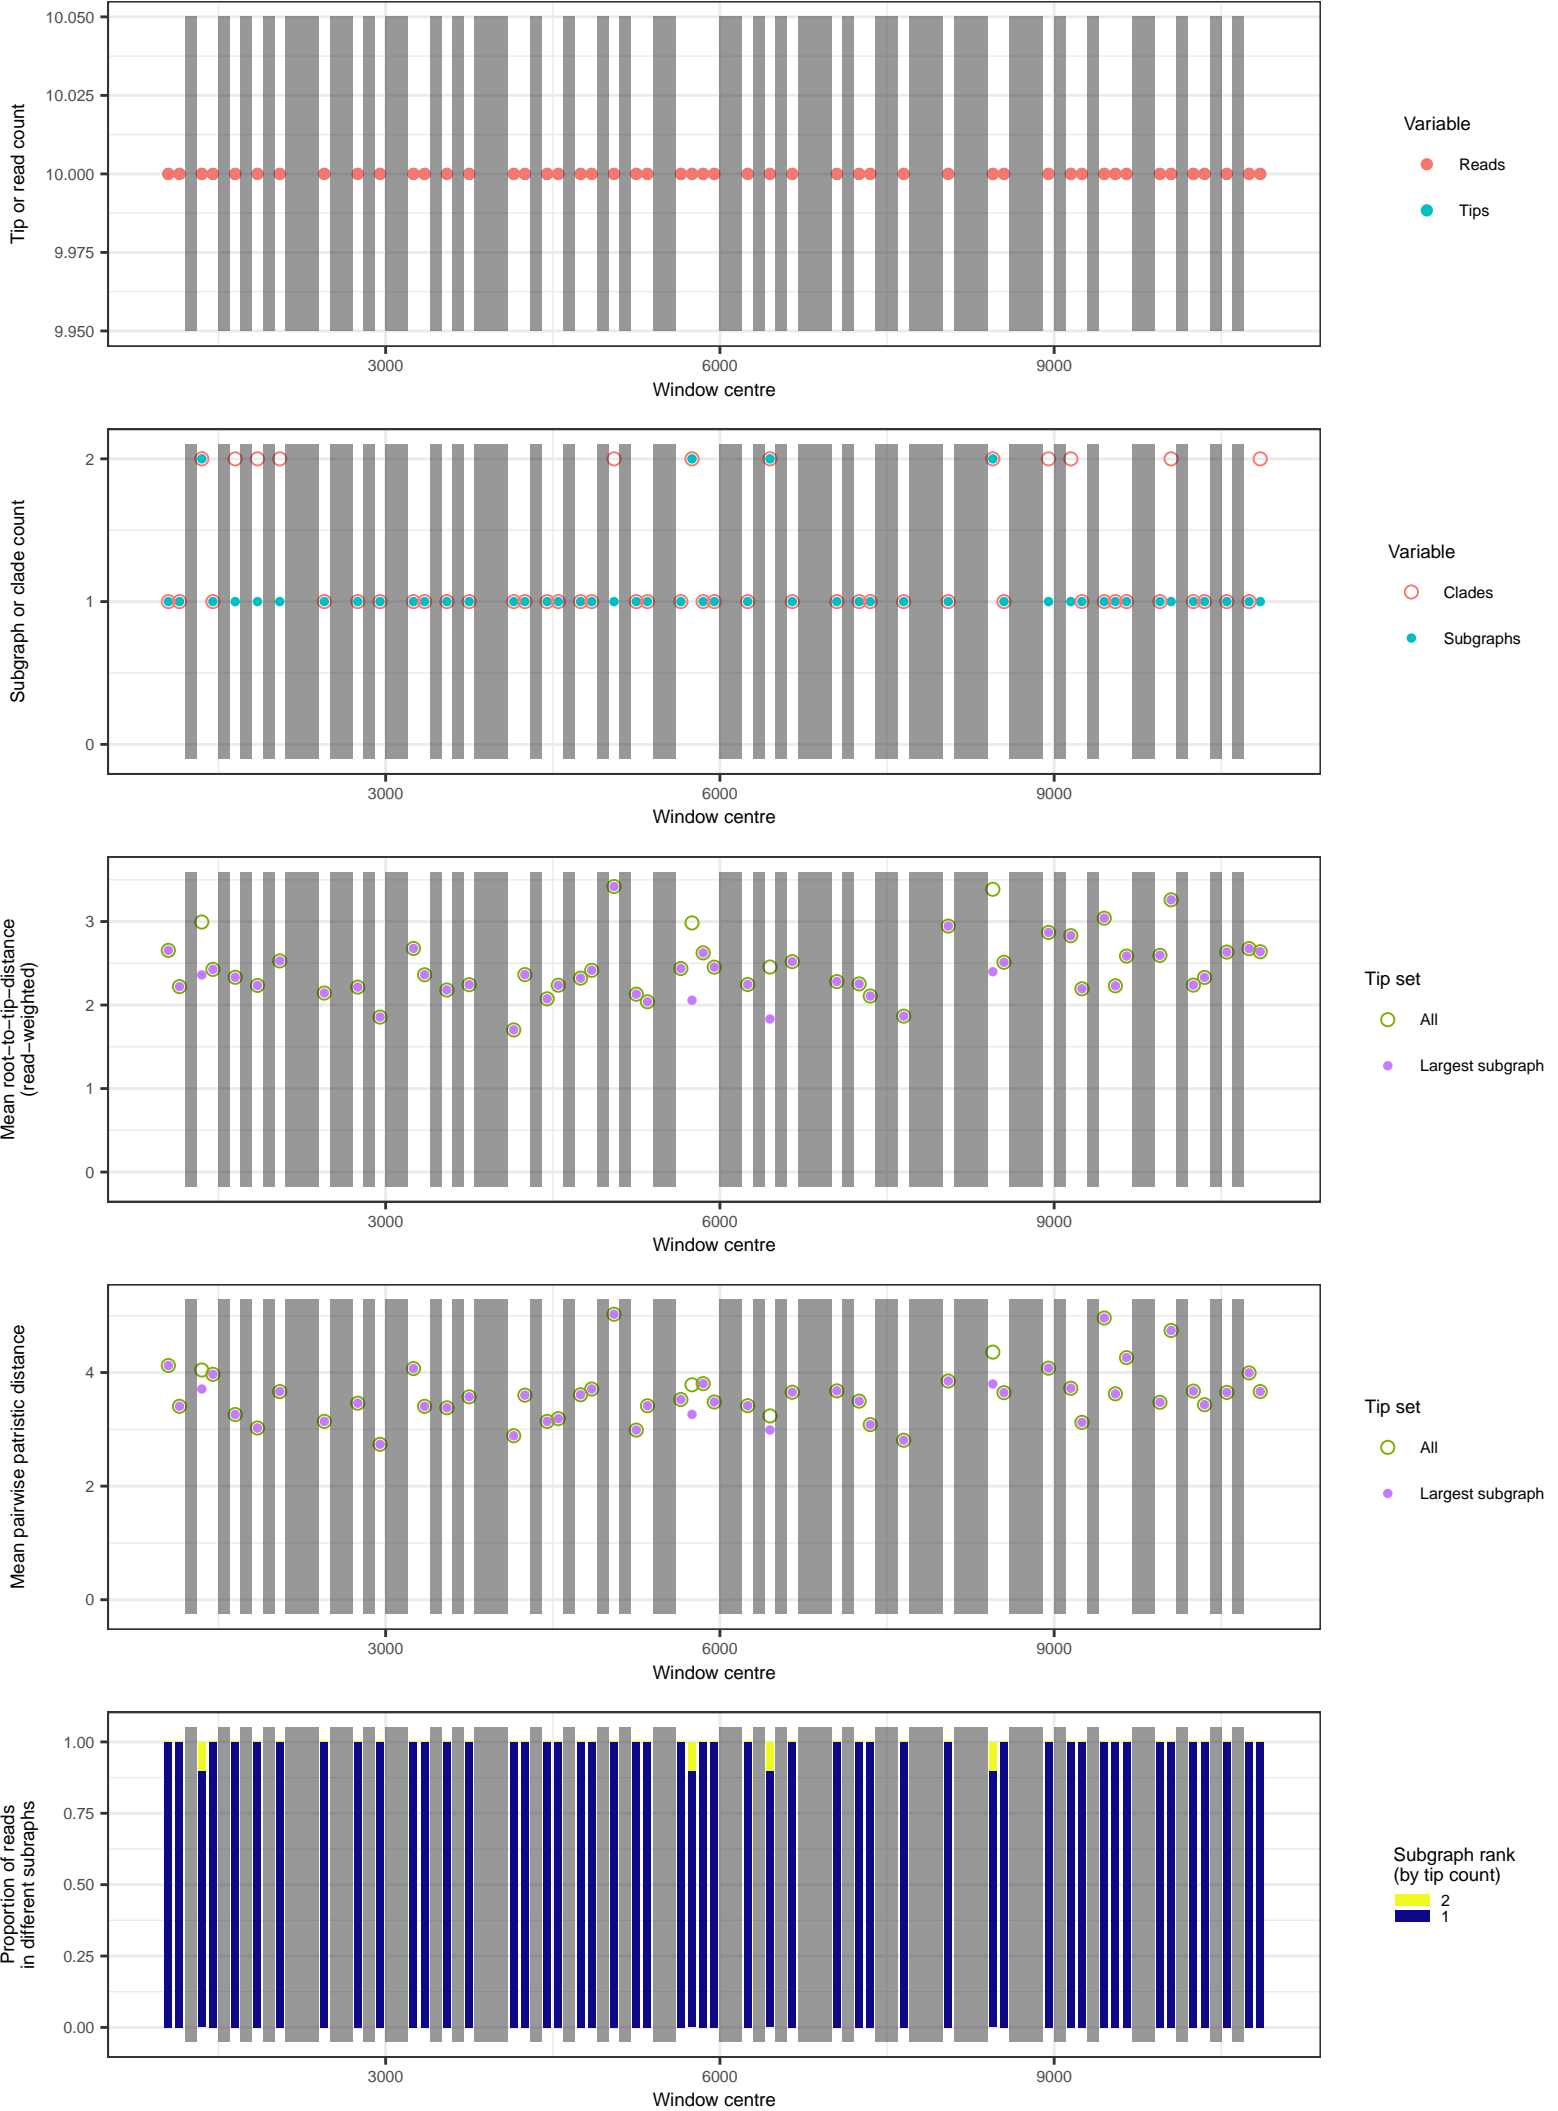 10.050
10.025
10.000
9.975
9.950
Tip or read count
3000
6000
9000
Window centre
Variable
Reads
Tips
2
1
0
Subgraph or clade count
3000
6000
9000
Window centre
Variable
Clades
Subgraphs
3
2
1
0
Mean root−to−tip−distance
(read−weighted)
3000
6000
9000
Window centre
Tip set
All
Largest subgraph
4
2
0
Mean pairwise patristic distance
3000
6000
9000
Window centre
Tip set
All
Largest subgraph
1.00
0.75
0.50
0.25
0.00
Proportion of reads
in different subraphs
3000
6000
9000
Window centre
Subgraph rank
(by tip count)
2
1